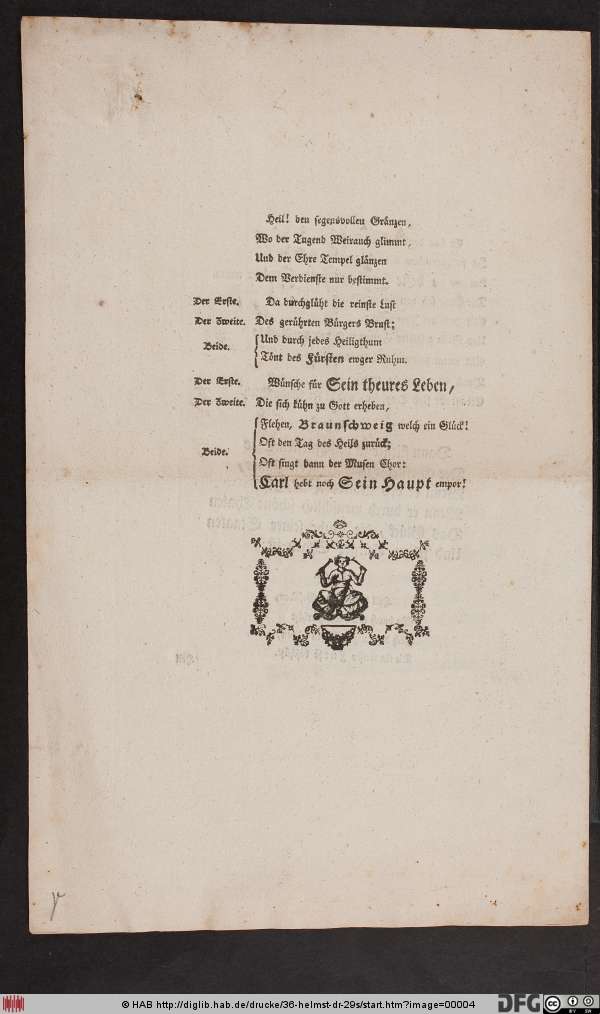 Heil! den segensvollen Gränzen,
Wo der Tugend Weirauch glimmt,
Und der Ehre Tempel glänzen
Dem Verdienste nur bestimmt.
Der Erste. Da durchglüht die reinste Lust
Der Zweite. Des gerührten Bürgers Brust;
Beide. Und durch jedes Heiligthum
Tönt des Fürsten ewger Ruhm.
Der Erste. Wünsche für Sein theures Leben,
Der Zweite. Die sich kühn zu Gott erheben,
Flehen, Braunschweig welch ein Glück!
Beide. Oft den Tag des Heils zurück;
Oft singt dann der Musen Chor:
Carl hebt noch Sein Haupt empor!
© HAB http://diglib.hab.de/drucke/36-helmst-dr-29s/start.htm?image=00004
DFG
cc BY SA